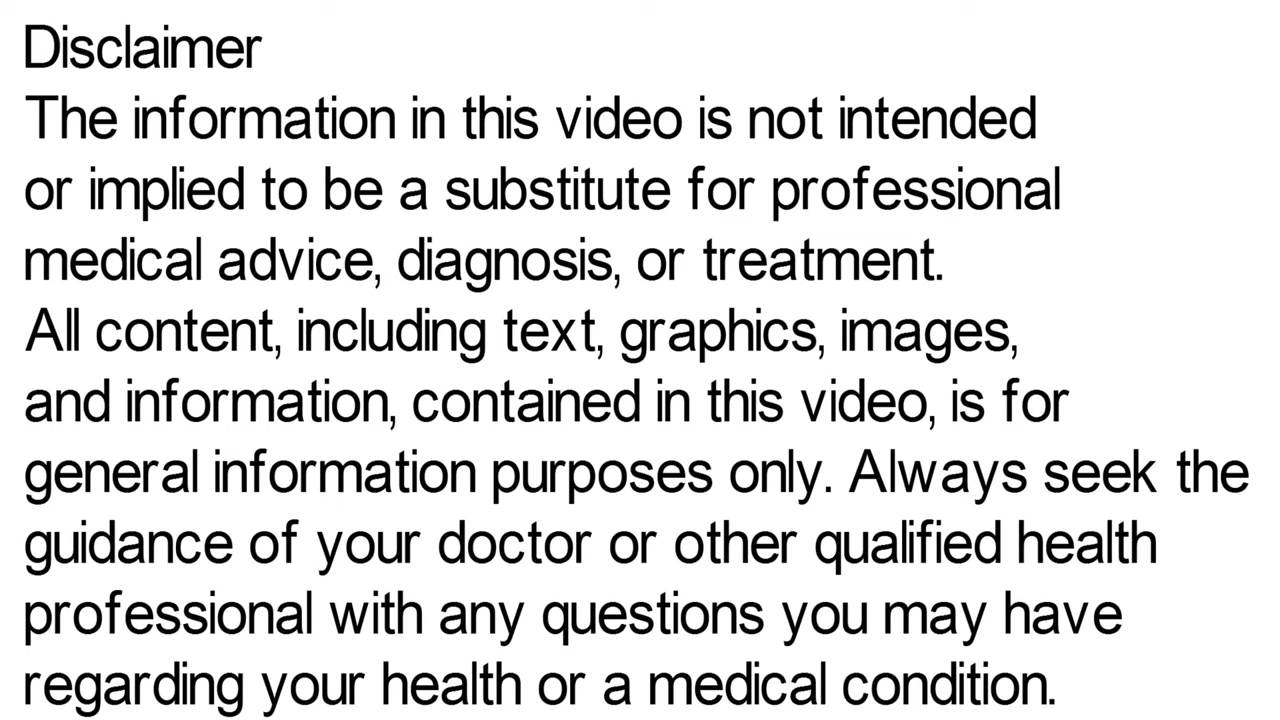 Disclaimer
The information in this video is not intended
or implied to be a substitute for professional
medical advice, diagnosis, or treatment.
All content, including text, graphics, images,
and information, contained in this video, is for
general information purposes only. Always seek the
guidance of your doctor or other qualified health
professional with any questions you may have
regarding your health or a medical condition.